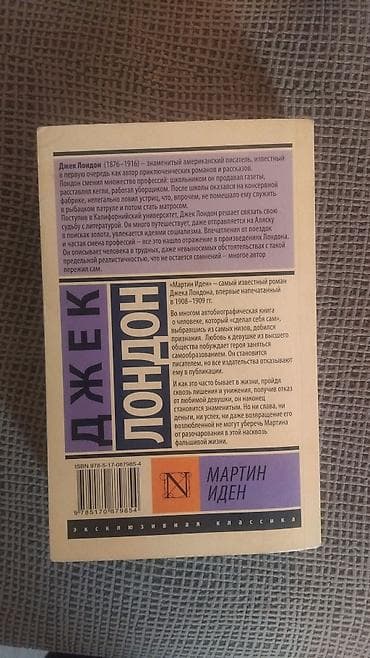 Джек Лондон (1876–1916) – знаменитый американский писатель, известный
в первую очередь как автор приключенческих романов и рассказов.
Лондон сменил множество профессий: школьником он продавал газеты,
расставлял кегли, работал уборщиком. После школы оказался на консервной
фабрике, нелегально ловил устриц, что, впрочем, не помешало ему служить
в рыбацком патруле и потом стать матросом.
Поступив в Калифорнийский университет, Джек Лондон решает связать свою
судьбу с литературой. Он много путешествует, даже отправляется на Аляску
в поисках золота, увлекается идеями социализма. Впечатления от поездок
и частая смена профессий – все это нашло отражение в произведениях Лондона.
Он описывает человека в трудных, даже невыносимых обстоятельствах с такой
предельной реалистичностью, что не остается сомнений – многое автор
пережил сам.
ДЖЕК
ЛОНДОН
«Мартин Иден» – самый известный роман
Джека Лондона, впервые напечатанный
в 1908–1909 гг.
Во многом автобиографическая книга
о человеке, который «сделал себя сам»,
выбравшись из самых низов, добился
признания. Любовь к девушке из высшего
общества побуждает героя заняться
самообразованием. Он становится
писателем, но все издательства отказывают
ему в публикации.
И как это часто бывает в жизни, пройдя
сквозь лишения и унижения, получив отказ
от любимой девушки, он наконец
становится знаменитым. Но ни слава, ни
деньги, ни успех, ни даже возвращение его
возлюбленной не могут уберечь Мартина
от разочарования в этой насквозь
фальшивой жизни.
ISBN 978-5-17-087985-4
9 785170 879854
N
МАРТИН
ИДЕН
эксклюзивная классика